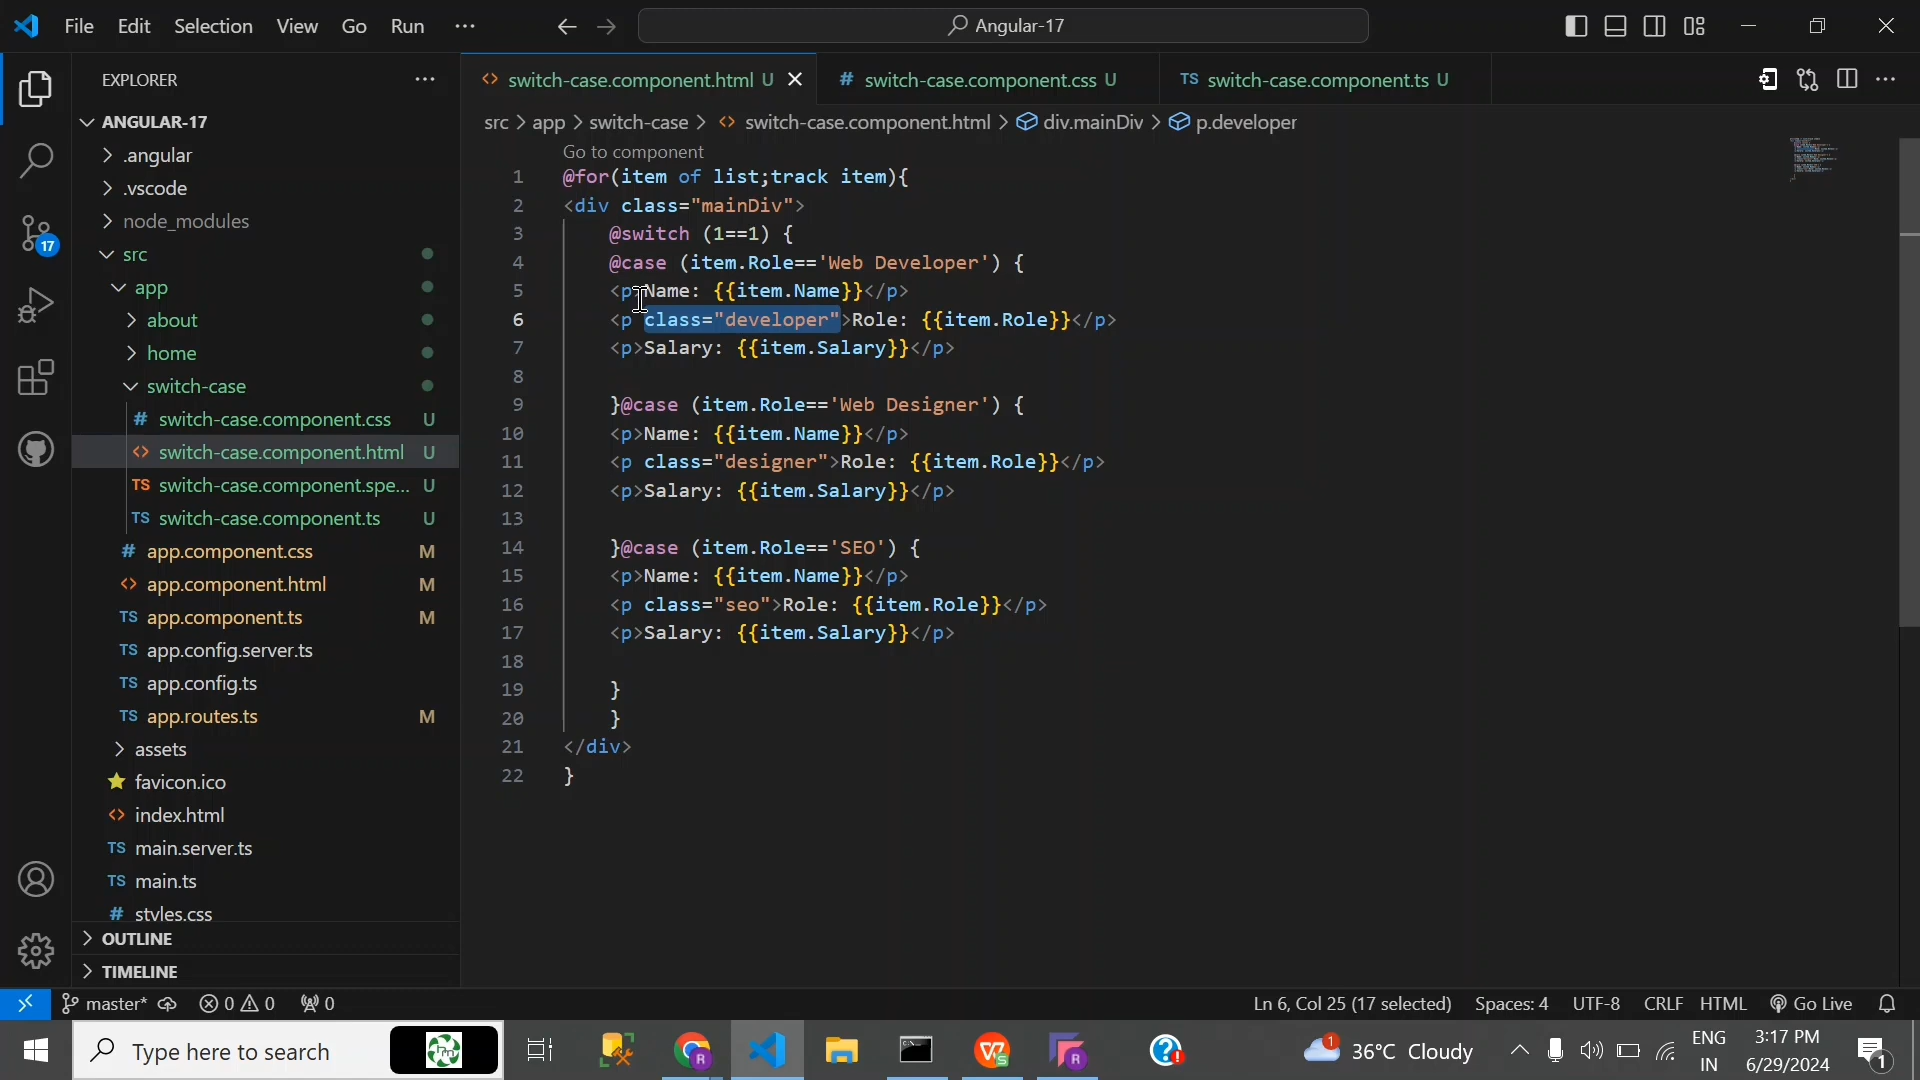 File Edit Selection View Go Run ··· Angular-17
EXPLORER ···
switch-case.component.html U
# switch-case.component.css U
TS switch-case.component.ts U
ANGULAR-17
src > app > switch-case > switch-case.component.html > div.mainDiv > p.developer
.angular
.vscode
node_modules
src
app
about
home
switch-case
# switch-case.component.css U
<> switch-case.component.html U
TS switch-case.component.spe... U
TS switch-case.component.ts U
# app.component.css M
<> app.component.html M
TS app.component.ts M
TS app.config.server.ts
TS app.config.ts
TS app.routes.ts M
assets
favicon.ico
<> index.html
TS main.server.ts
TS main.ts
# styles.css
OUTLINE
TIMELINE
17
Go to component
1 @for(item of list;track item){
2 <div class="mainDiv">
3 @switch (1==1) {
4 @case (item.Role=='Web Developer') {
5 <p>Name: {{item.Name}}</p>
6 <p class="developer">Role: {{item.Role}}</p>
7 <p>Salary: {{item.Salary}}</p>
8
9 }@case (item.Role=='Web Designer') {
10 <p>Name: {{item.Name}}</p>
11 <p class="designer">Role: {{item.Role}}</p>
12 <p>Salary: {{item.Salary}}</p>
13
14 }@case (item.Role=='SEO') {
15 <p>Name: {{item.Name}}</p>
16 <p class="seo">Role: {{item.Role}}</p>
17 <p>Salary: {{item.Salary}}</p>
18
19 }
20 }
21 </div>
22 }
master* 0 0 0 Ln 6, Col 25 (17 selected) Spaces: 4 UTF-8 CRLF HTML Go Live
Type here to search
1 36°C Cloudy
ENG
IN
3:17 PM
6/29/2024
1